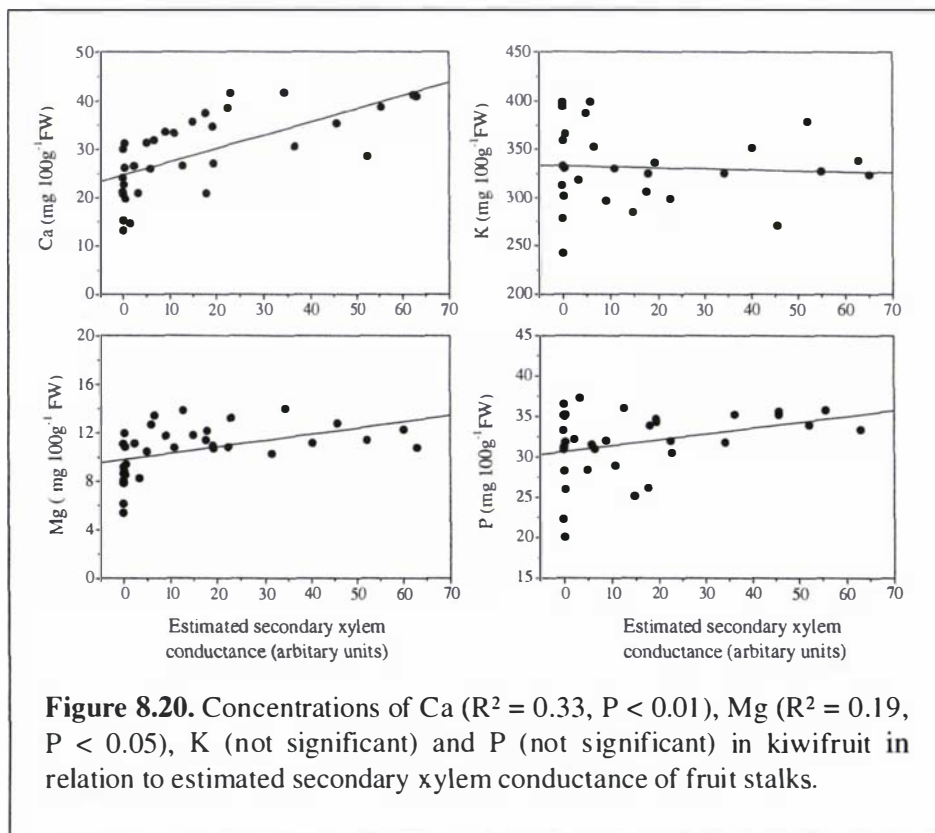 50
40
30
20
10
0
Ca (mg 100g⁻¹FW)
0 10 20 30 40 50 60 70
450
400
350
300
250
200
K (mg 100g⁻¹FW)
0 10 20 30 40 50 60 70
20
16
12
8
4
0
Mg ( mg 100g⁻¹ FW)
0 10 20 30 40 50 60 70
Estimated secondary xylem
conductance (arbitary units)
45
40
35
30
25
20
15
P (mg 100g⁻¹ FW)
0 10 20 30 40 50 60 70
Estimated secondary xylem
conductance (arbitary units)
Figure 8.20. Concentrations of Ca (R² = 0.33, P < 0.01), Mg (R² = 0.19,
P < 0.05), K (not significant) and P (not significant) in kiwifruit in
relation to estimated secondary xylem conductance of fruit stalks.